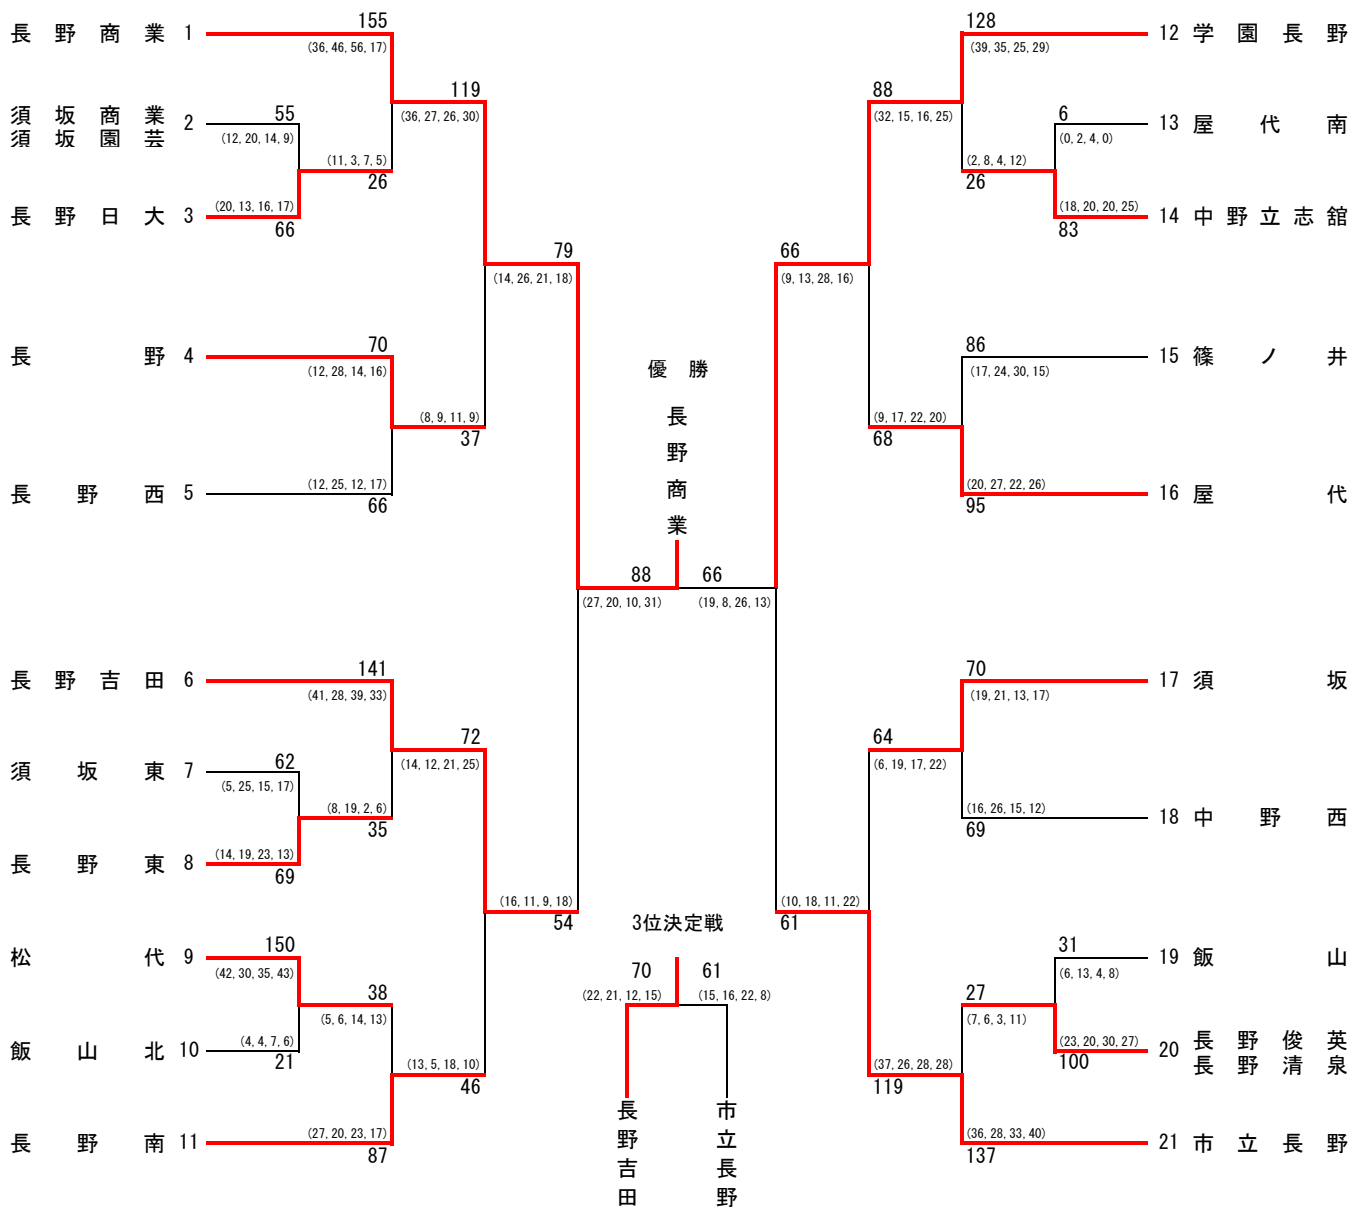 長野商業 1
155
(36, 46, 56, 17)
須坂商業
須坂園芸 2
55
(12, 20, 14, 9)
長野日大 3
(20, 13, 16, 17)
66
(11, 3, 7, 5)
26
119
(36, 27, 26, 30)
長野 4
70
(12, 28, 14, 16)
長野西 5
(12, 25, 12, 17)
66
(8, 9, 11, 9)
37
79
(14, 26, 21, 18)
長野吉田 6
141
(41, 28, 39, 33)
須坂東 7
62
(5, 25, 15, 17)
長野東 8
(14, 19, 23, 13)
69
(8, 19, 2, 6)
35
72
(14, 12, 21, 25)
松代 9
150
(42, 30, 35, 43)
飯山北 10
(4, 4, 7, 6)
21
38
(5, 6, 14, 13)
長野南 11
(27, 20, 23, 17)
87
(13, 5, 18, 10)
46
(16, 11, 9, 18)
54
優勝
長野商業
88
(27, 20, 10, 31)
66
(19, 8, 26, 13)
3位決定戦
70
(22, 21, 12, 15)
61
(15, 16, 22, 8)
長野吉田
市立長野
128
(39, 35, 25, 29)
12 学園長野
6
(0, 2, 4, 0)
13 屋代南
(18, 20, 20, 25)
83
14 中野立志舘
(2, 8, 4, 12)
26
88
(32, 15, 16, 25)
86
(17, 24, 30, 15)
15 篠ノ井
(20, 27, 22, 26)
95
16 屋代
(9, 17, 22, 20)
68
66
(9, 13, 28, 16)
70
(19, 21, 13, 17)
17 須坂
(16, 26, 15, 12)
69
18 中野西
64
(6, 19, 17, 22)
31
(6, 13, 4, 8)
19 飯山
(23, 20, 30, 27)
100
20 長野俊英
長野清泉
27
(7, 6, 3, 11)
(36, 28, 33, 40)
137
21 市立長野
(37, 26, 28, 28)
119
(10, 18, 11, 22)
61